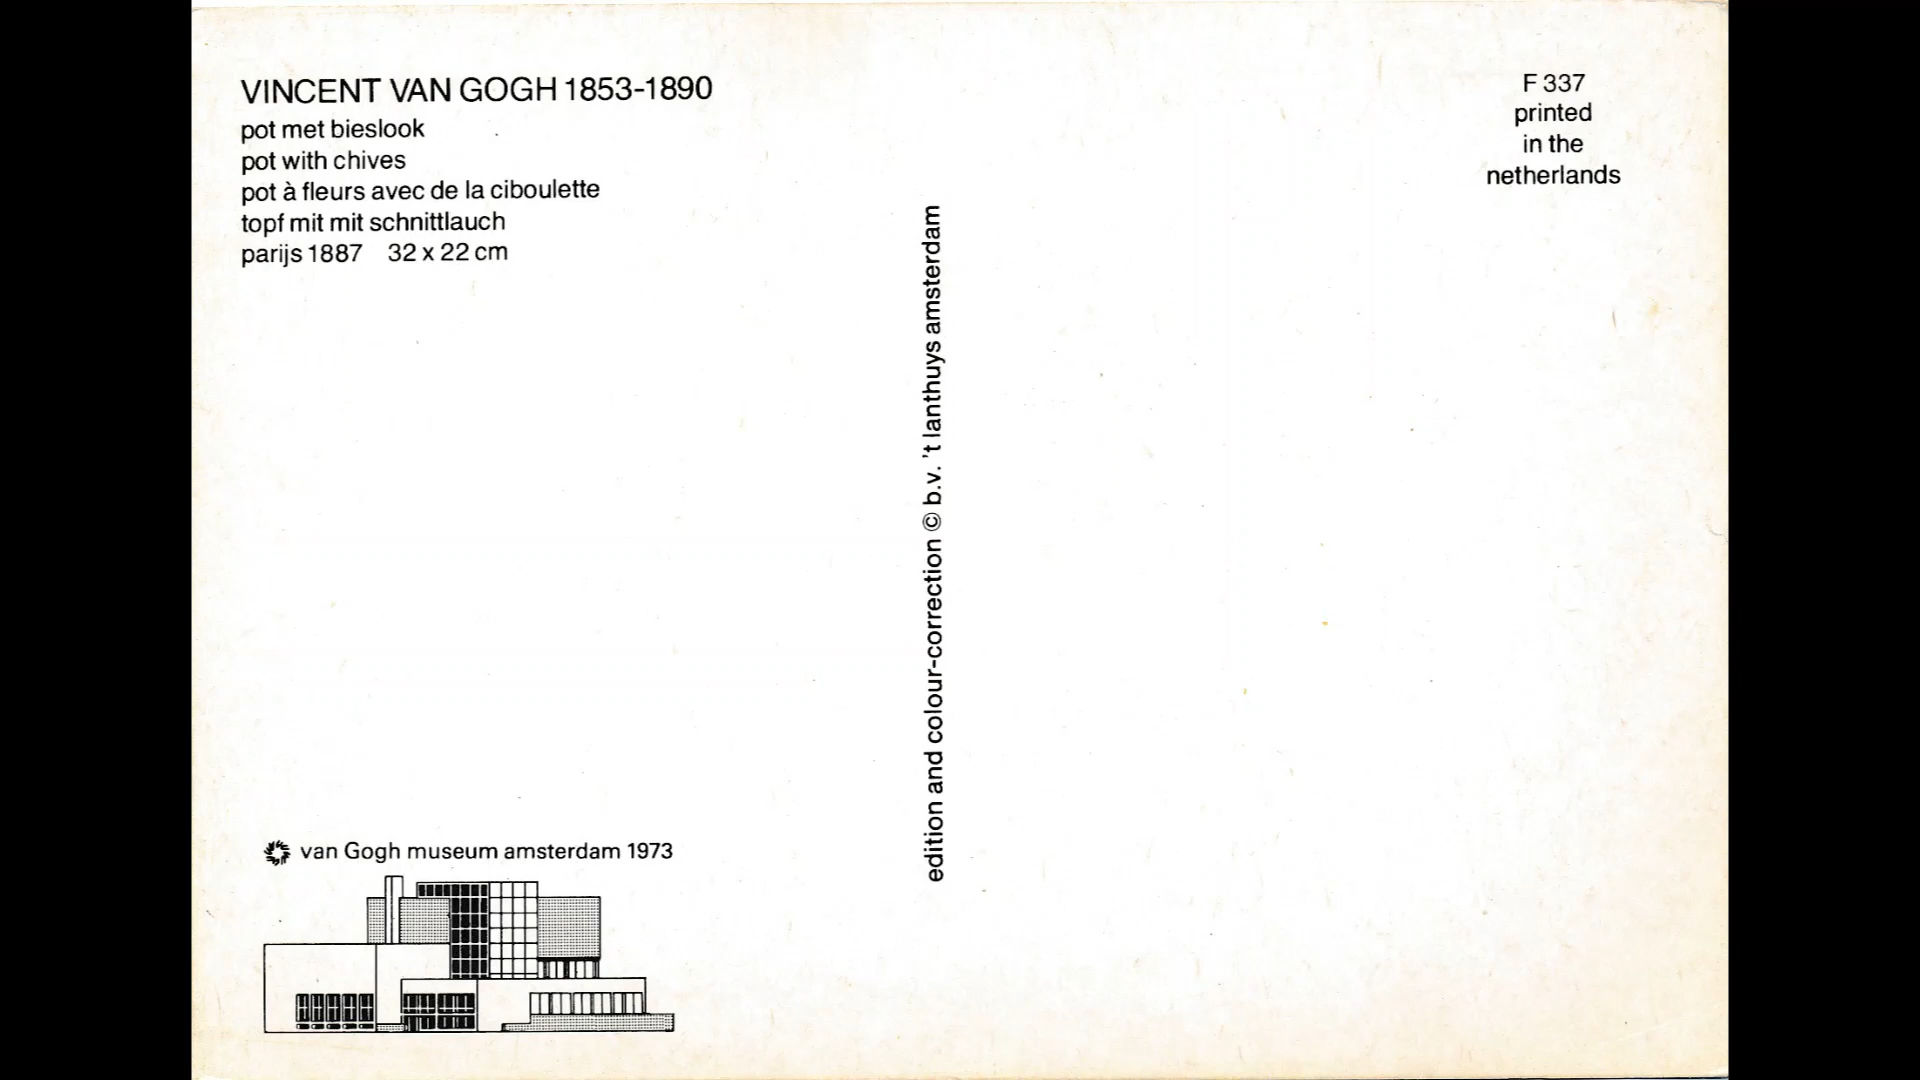 VINCENT VAN GOGH 1853-1890
pot met bieslook
pot with chives
pot à fleurs avec de la ciboulette
topf mit mit schnittlauch
parijs 1887 32 x 22 cm
F 337
printed
in the
netherlands
edition and colour-correction © b.v. 't lanthuys amsterdam
van Gogh museum amsterdam 1973